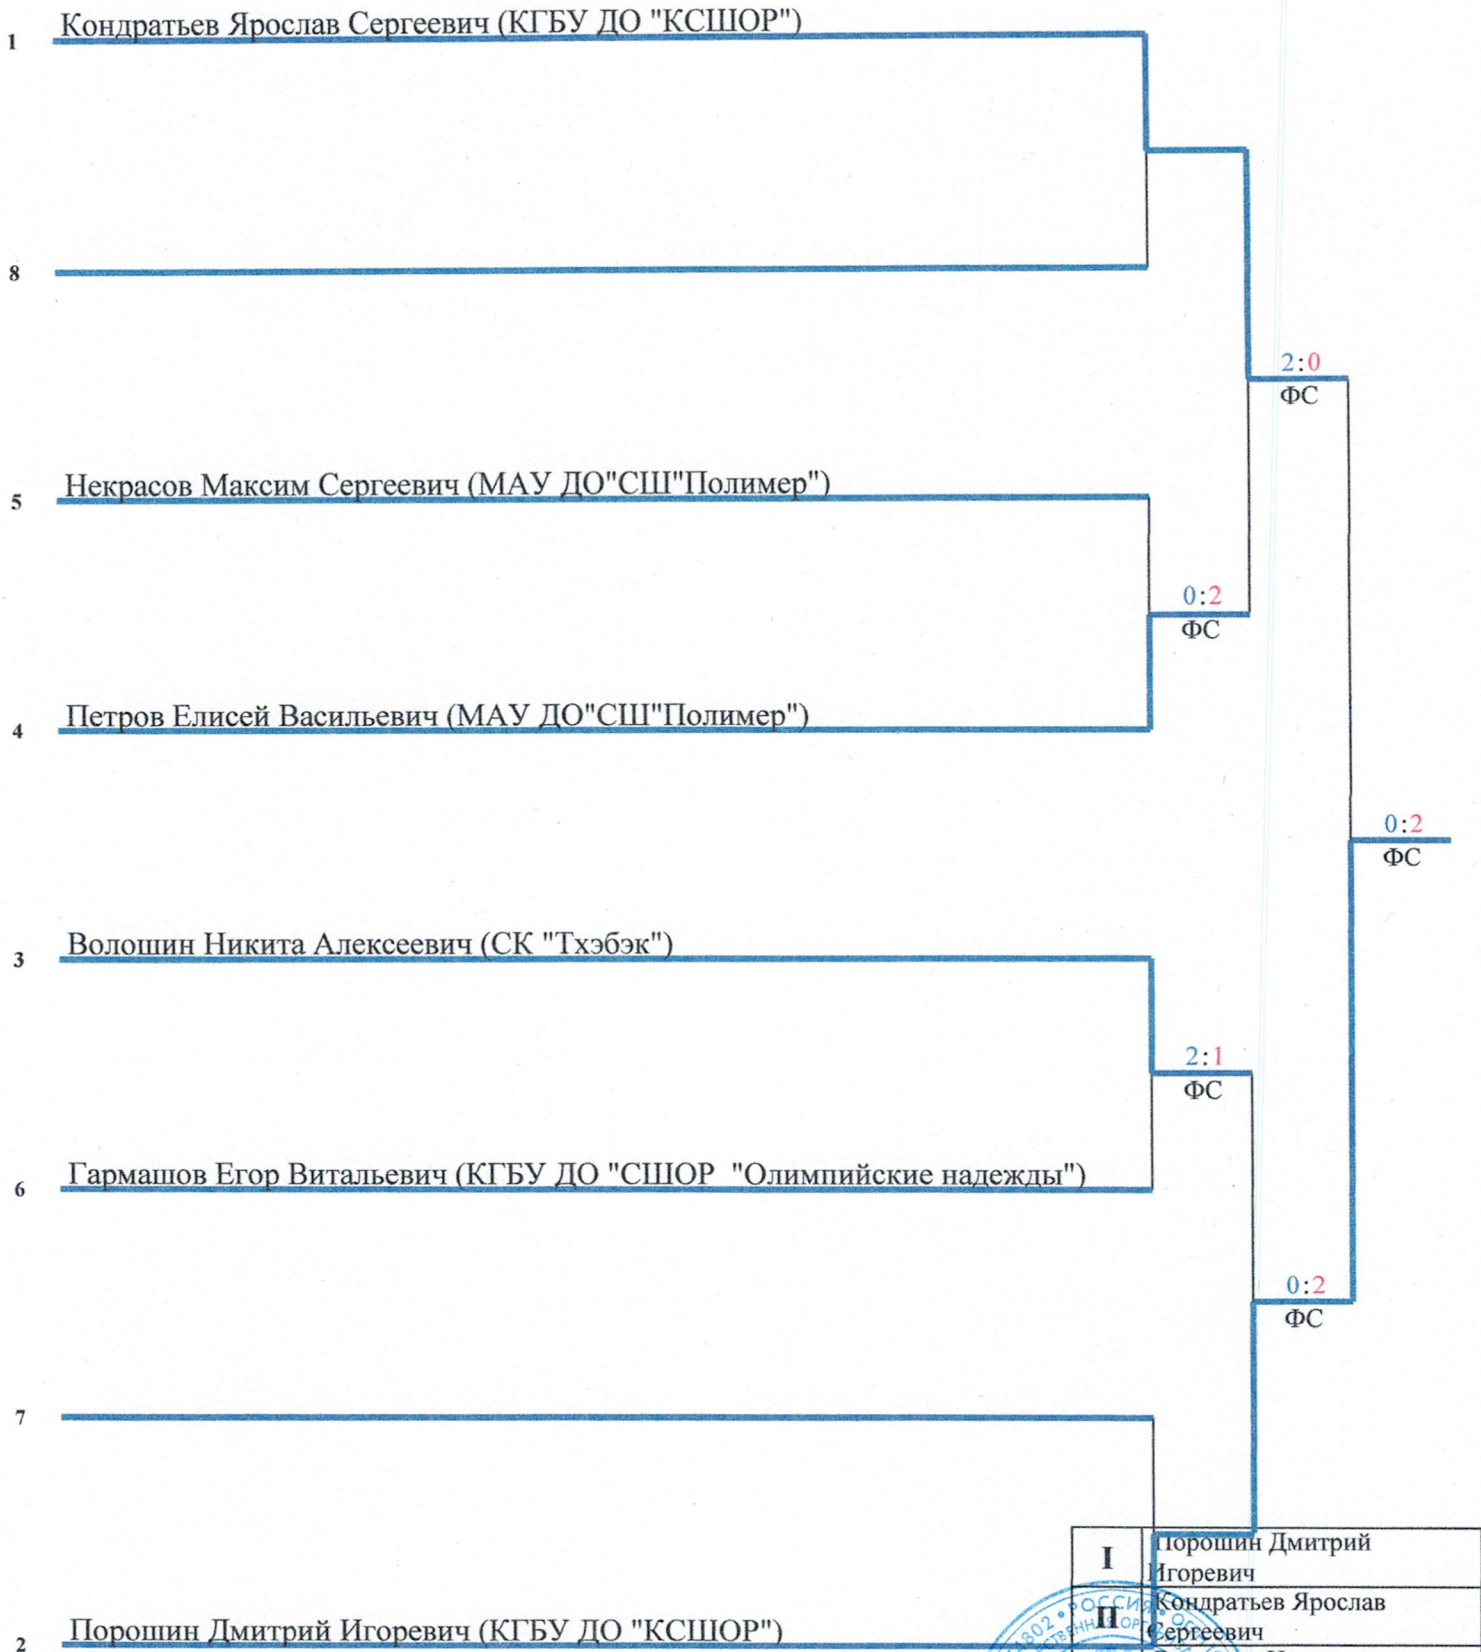 1 Кондратьев Ярослав Сергеевич (КГБУ ДО "КСШОР")
8
2:0
ФС
5 Некрасов Максим Сергеевич (МАУ ДО"СШ"Полимер")
0:2
ФС
4 Петров Елисей Васильевич (МАУ ДО"СШ"Полимер")
0:2
ФС
3 Волошин Никита Алексеевич (СК "Тхэбэк")
2:1
ФС
6 Гармашов Егор Витальевич (КГБУ ДО "СШОР "Олимпийские надежды")
0:2
ФС
7
I Порошин Дмитрий
Игоревич
II Кондратьев Ярослав
Сергеевич
2 Порошин Дмитрий Игоревич (КГБУ ДО "КСШОР")
РОССИЯ